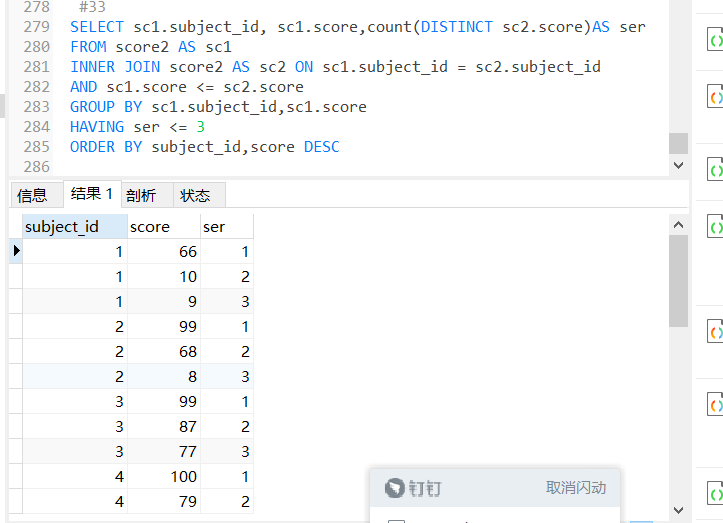 278 #33
279 SELECT sc1.subject_id, sc1.score,count(DISTINCT sc2.score)AS ser
280 FROM score2 AS sc1
281 INNER JOIN score2 AS sc2 ON sc1.subject_id = sc2.subject_id
282 AND sc1.score <= sc2.score
283 GROUP BY sc1.subject_id,sc1.score
284 HAVING ser <= 3
285 ORDER BY subject_id,score DESC
286
信息 结果 1 剖析 状态
subject_id score ser
1 66 1
1 10 2
1 9 3
2 99 1
2 68 2
2 8 3
3 99 1
3 87 2
3 77 3
4 100 1
4 79 2
钉钉 取消闪动